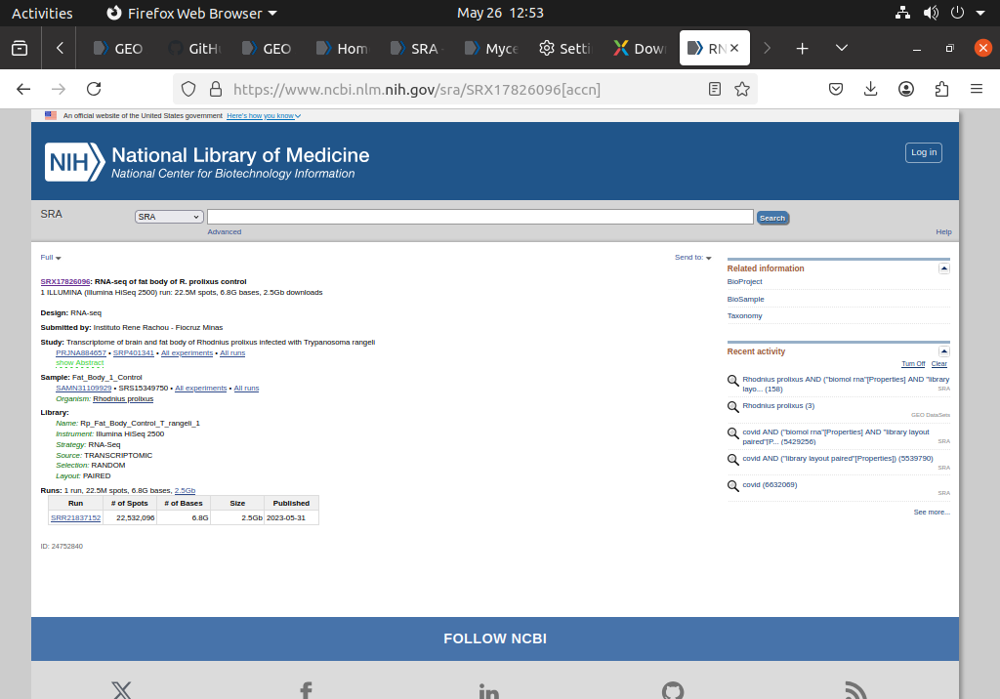 Activities
Firefox Web Browser
May 26 12:53
GEO
GitHu
GEO
Hom
SRA
Myce
Setti
Down
RN
https://www.ncbi.nlm.nih.gov/sra/SRX17826096[accn]
An official website of the United States government Here's how you know
NIH
National Library of Medicine
National Center for Biotechnology Information
Log in
SRA
SRA
Search
Advanced
Help
Full
Send to:
SRX17826096: RNA-seq of fat body of R. prolixus control
1 ILLUMINA (Illumina HiSeq 2500) run: 22.5M spots, 6.8G bases, 2.5Gb downloads
Design: RNA-seq
Submitted by: Instituto Rene Rachou - Fiocruz Minas
Study: Transcriptome of brain and fat body of Rhodnius prolixus infected with Trypanosoma rangeli
PRJNA884657 • SRP401341 • All experiments • All runs
show Abstract
Sample: Fat_Body_1_Control
SAMN31109929 • SRS15349750 • All experiments • All runs
Organism: Rhodnius prolixus
Library:
Name: Rp_Fat_Body_Control_T_rangeli_1
Instrument: Illumina HiSeq 2500
Strategy: RNA-Seq
Source: TRANSCRIPTOMIC
Selection: RANDOM
Layout: PAIRED
Runs: 1 run, 22.5M spots, 6.8G bases, 2.5Gb
Run # of Spots # of Bases Size Published
SRR21837152 22,532,096 6.8G 2.5Gb 2023-05-31
ID: 24752840
Related information
BioProject
BioSample
Taxonomy
Recent activity
Turn Off Clear
Rhodnius prolixus AND ("biomol rna"[Properties] AND "library
layo... (158)
SRA
Rhodnius prolixus (3)
GEO DataSets
covid AND ("biomol rna"[Properties] AND "library layout
paired"[P... (5429256)
SRA
covid AND ("library layout paired"[Properties]) (5539790)
SRA
covid (6632069)
SRA
See more...
FOLLOW NCBI